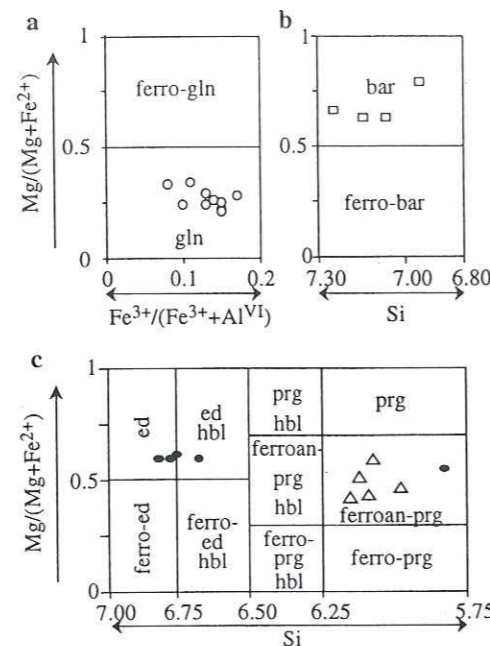 a
Mg/(Mg+Fe2+)
1
0.5
0
ferro-gln
gln
0
0.1
0.2
Fe3+/(Fe3++AlVI)
b
1
0.5
0
bar
ferro-bar
7.30
7.00
6.80
Si
c
Mg/(Mg+Fe2+)
1
0.5
0
ed
ed
hbl
prg
hbl
prg
ferroan-
prg
hbl
ferroan-prg
ferro-ed
ferro-
ed
hbl
ferro-
prg
hbl
ferro-prg
7.00
6.75
6.50
6.25
5.75
Si